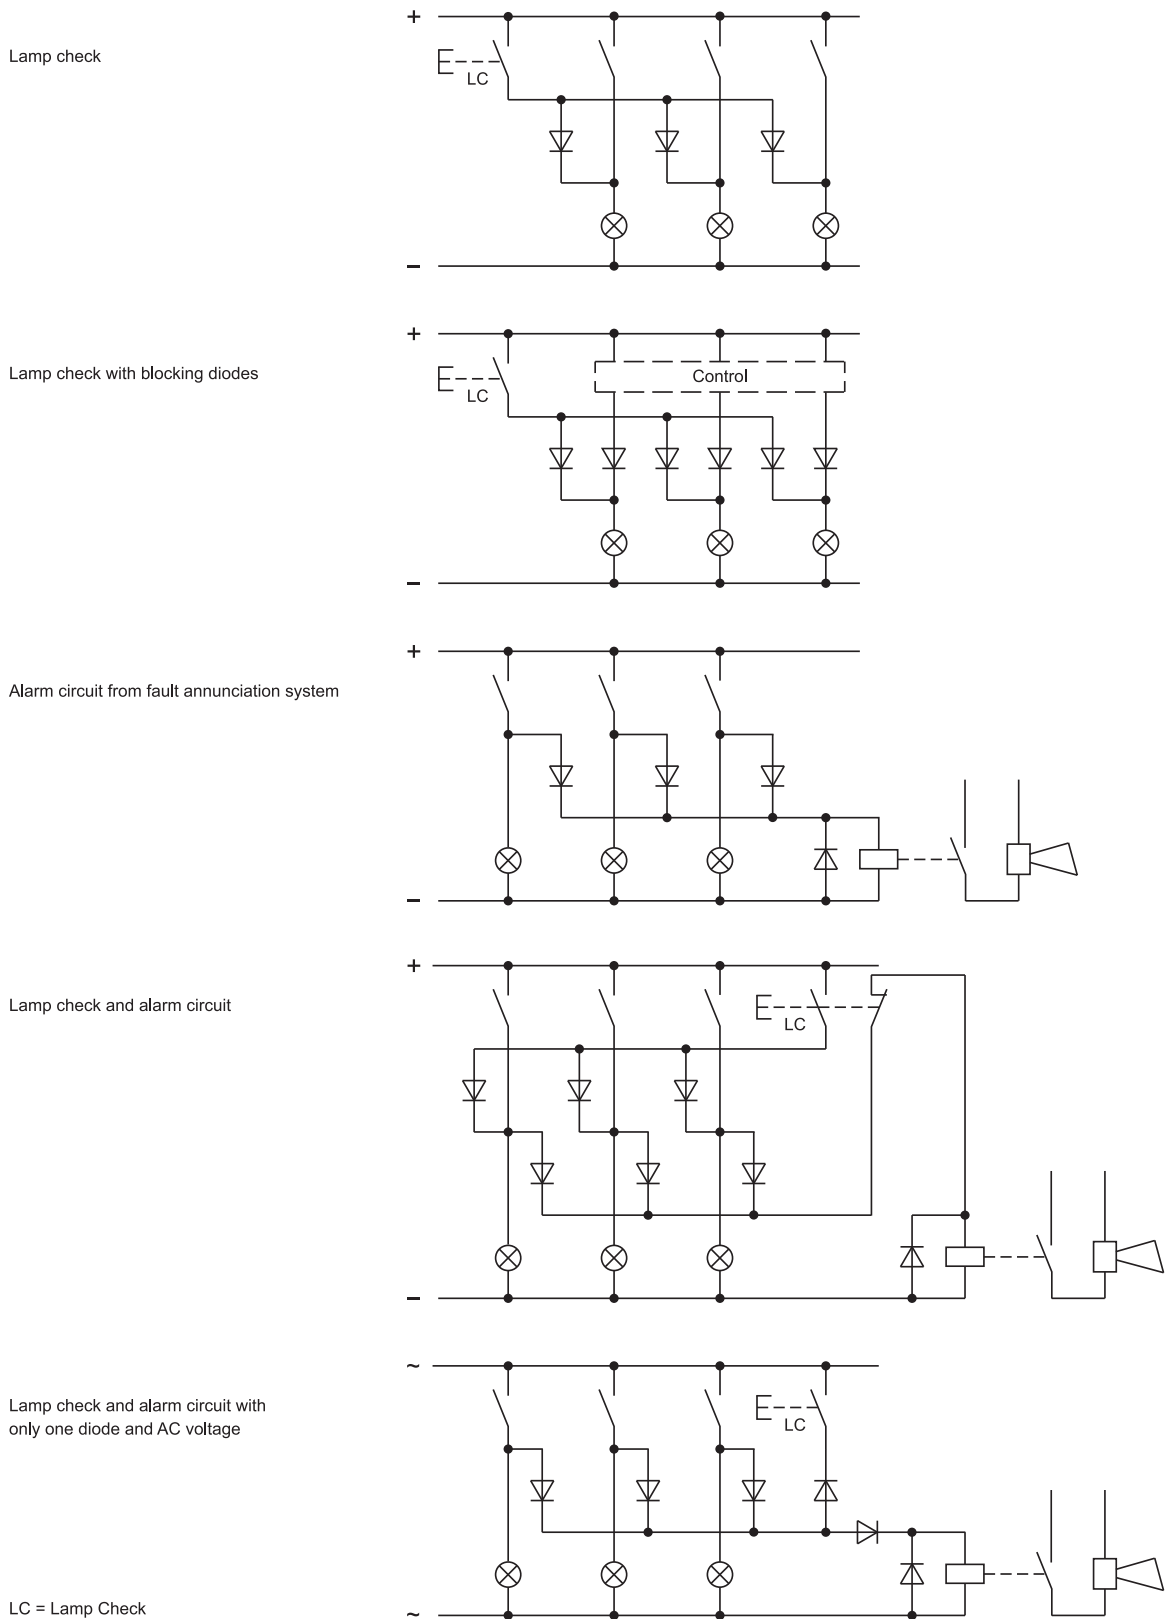 +
Lamp check
LC
−
+
Lamp check with blocking diodes
Control
LC
−
+
Alarm circuit from fault annunciation system
−
+
Lamp check and alarm circuit
LC
−
~
Lamp check and alarm circuit with
only one diode and AC voltage
LC
LC = Lamp Check
~